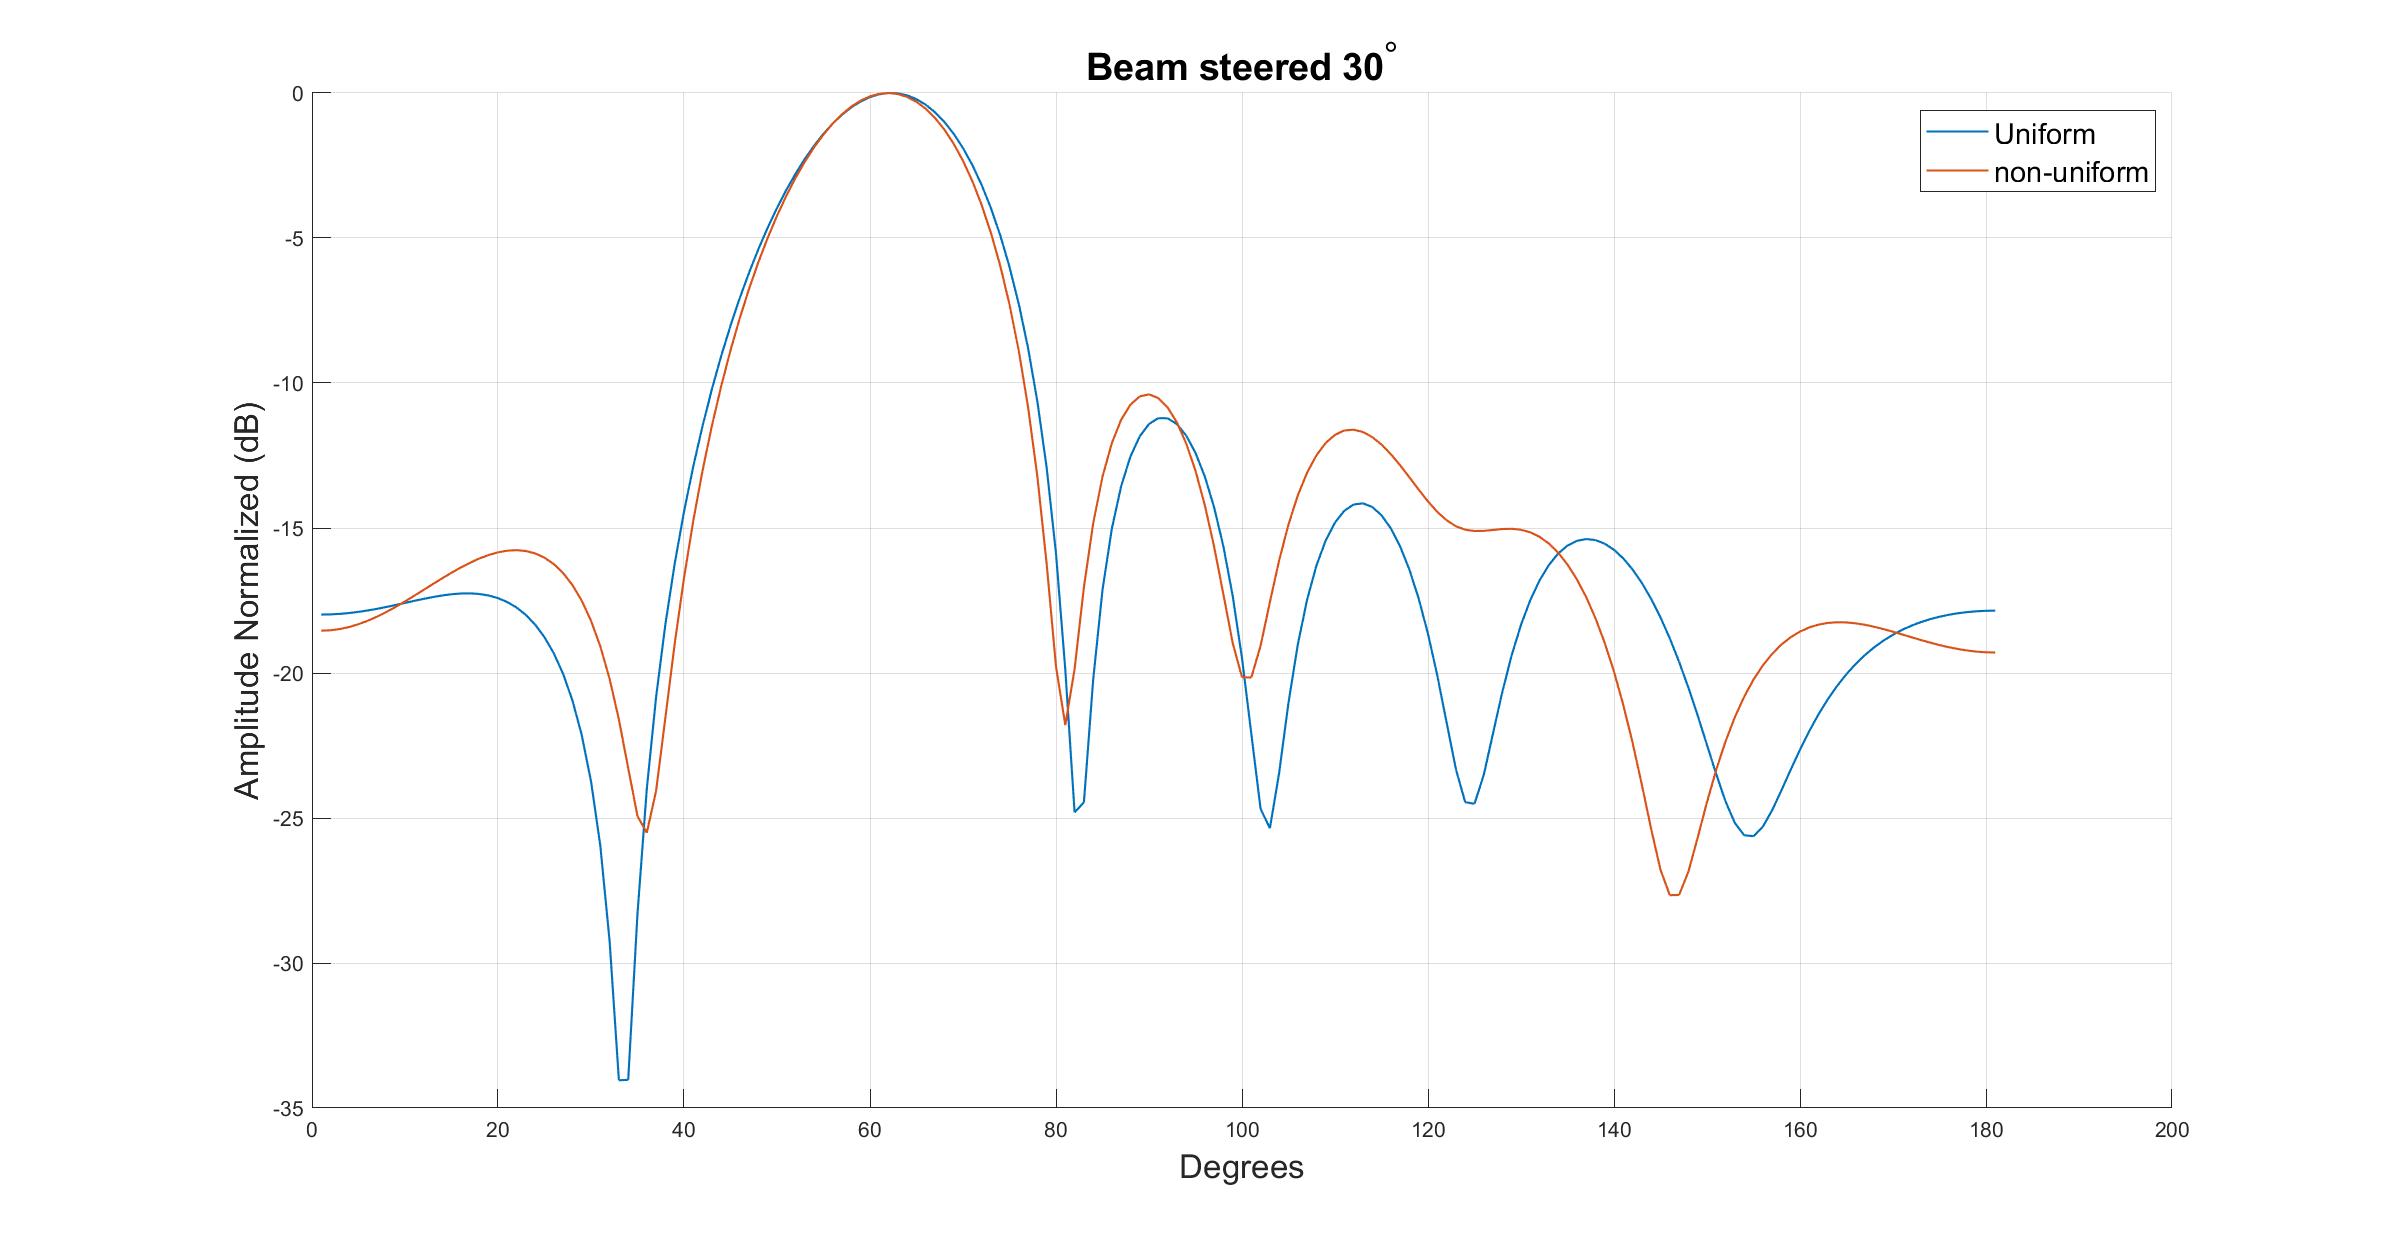 Beam steered 30°
Uniform
non-uniform
Amplitude Normalized (dB)
0
-5
-10
-15
-20
-25
-30
-35
0 20 40 60 80 100 120 140 160 180 200
Degrees